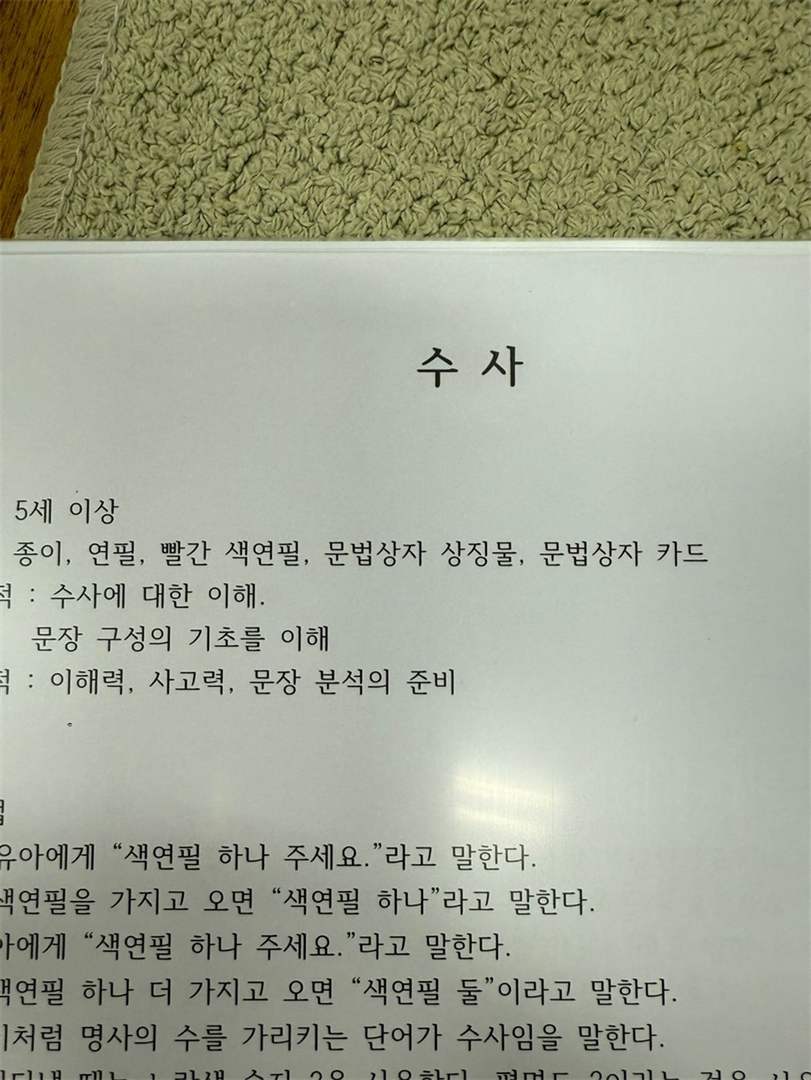 수 사
5세 이상
종이, 연필, 빨간 색연필, 문법상자 상징물, 문법상자 카드
적 : 수사에 대한 이해.
문장 구성의 기초를 이해
적 : 이해력, 사고력, 문장 분석의 준비
유아에게 “색연필 하나 주세요.”라고 말한다.
색연필을 가지고 오면 “색연필 하나”라고 말한다.
아에게 “색연필 하나 주세요.”라고 말한다.
색연필 하나 더 가지고 오면 “색연필 둘”이라고 말한다.
이처럼 명사의 수를 가리키는 단어가 수사임을 말한다.